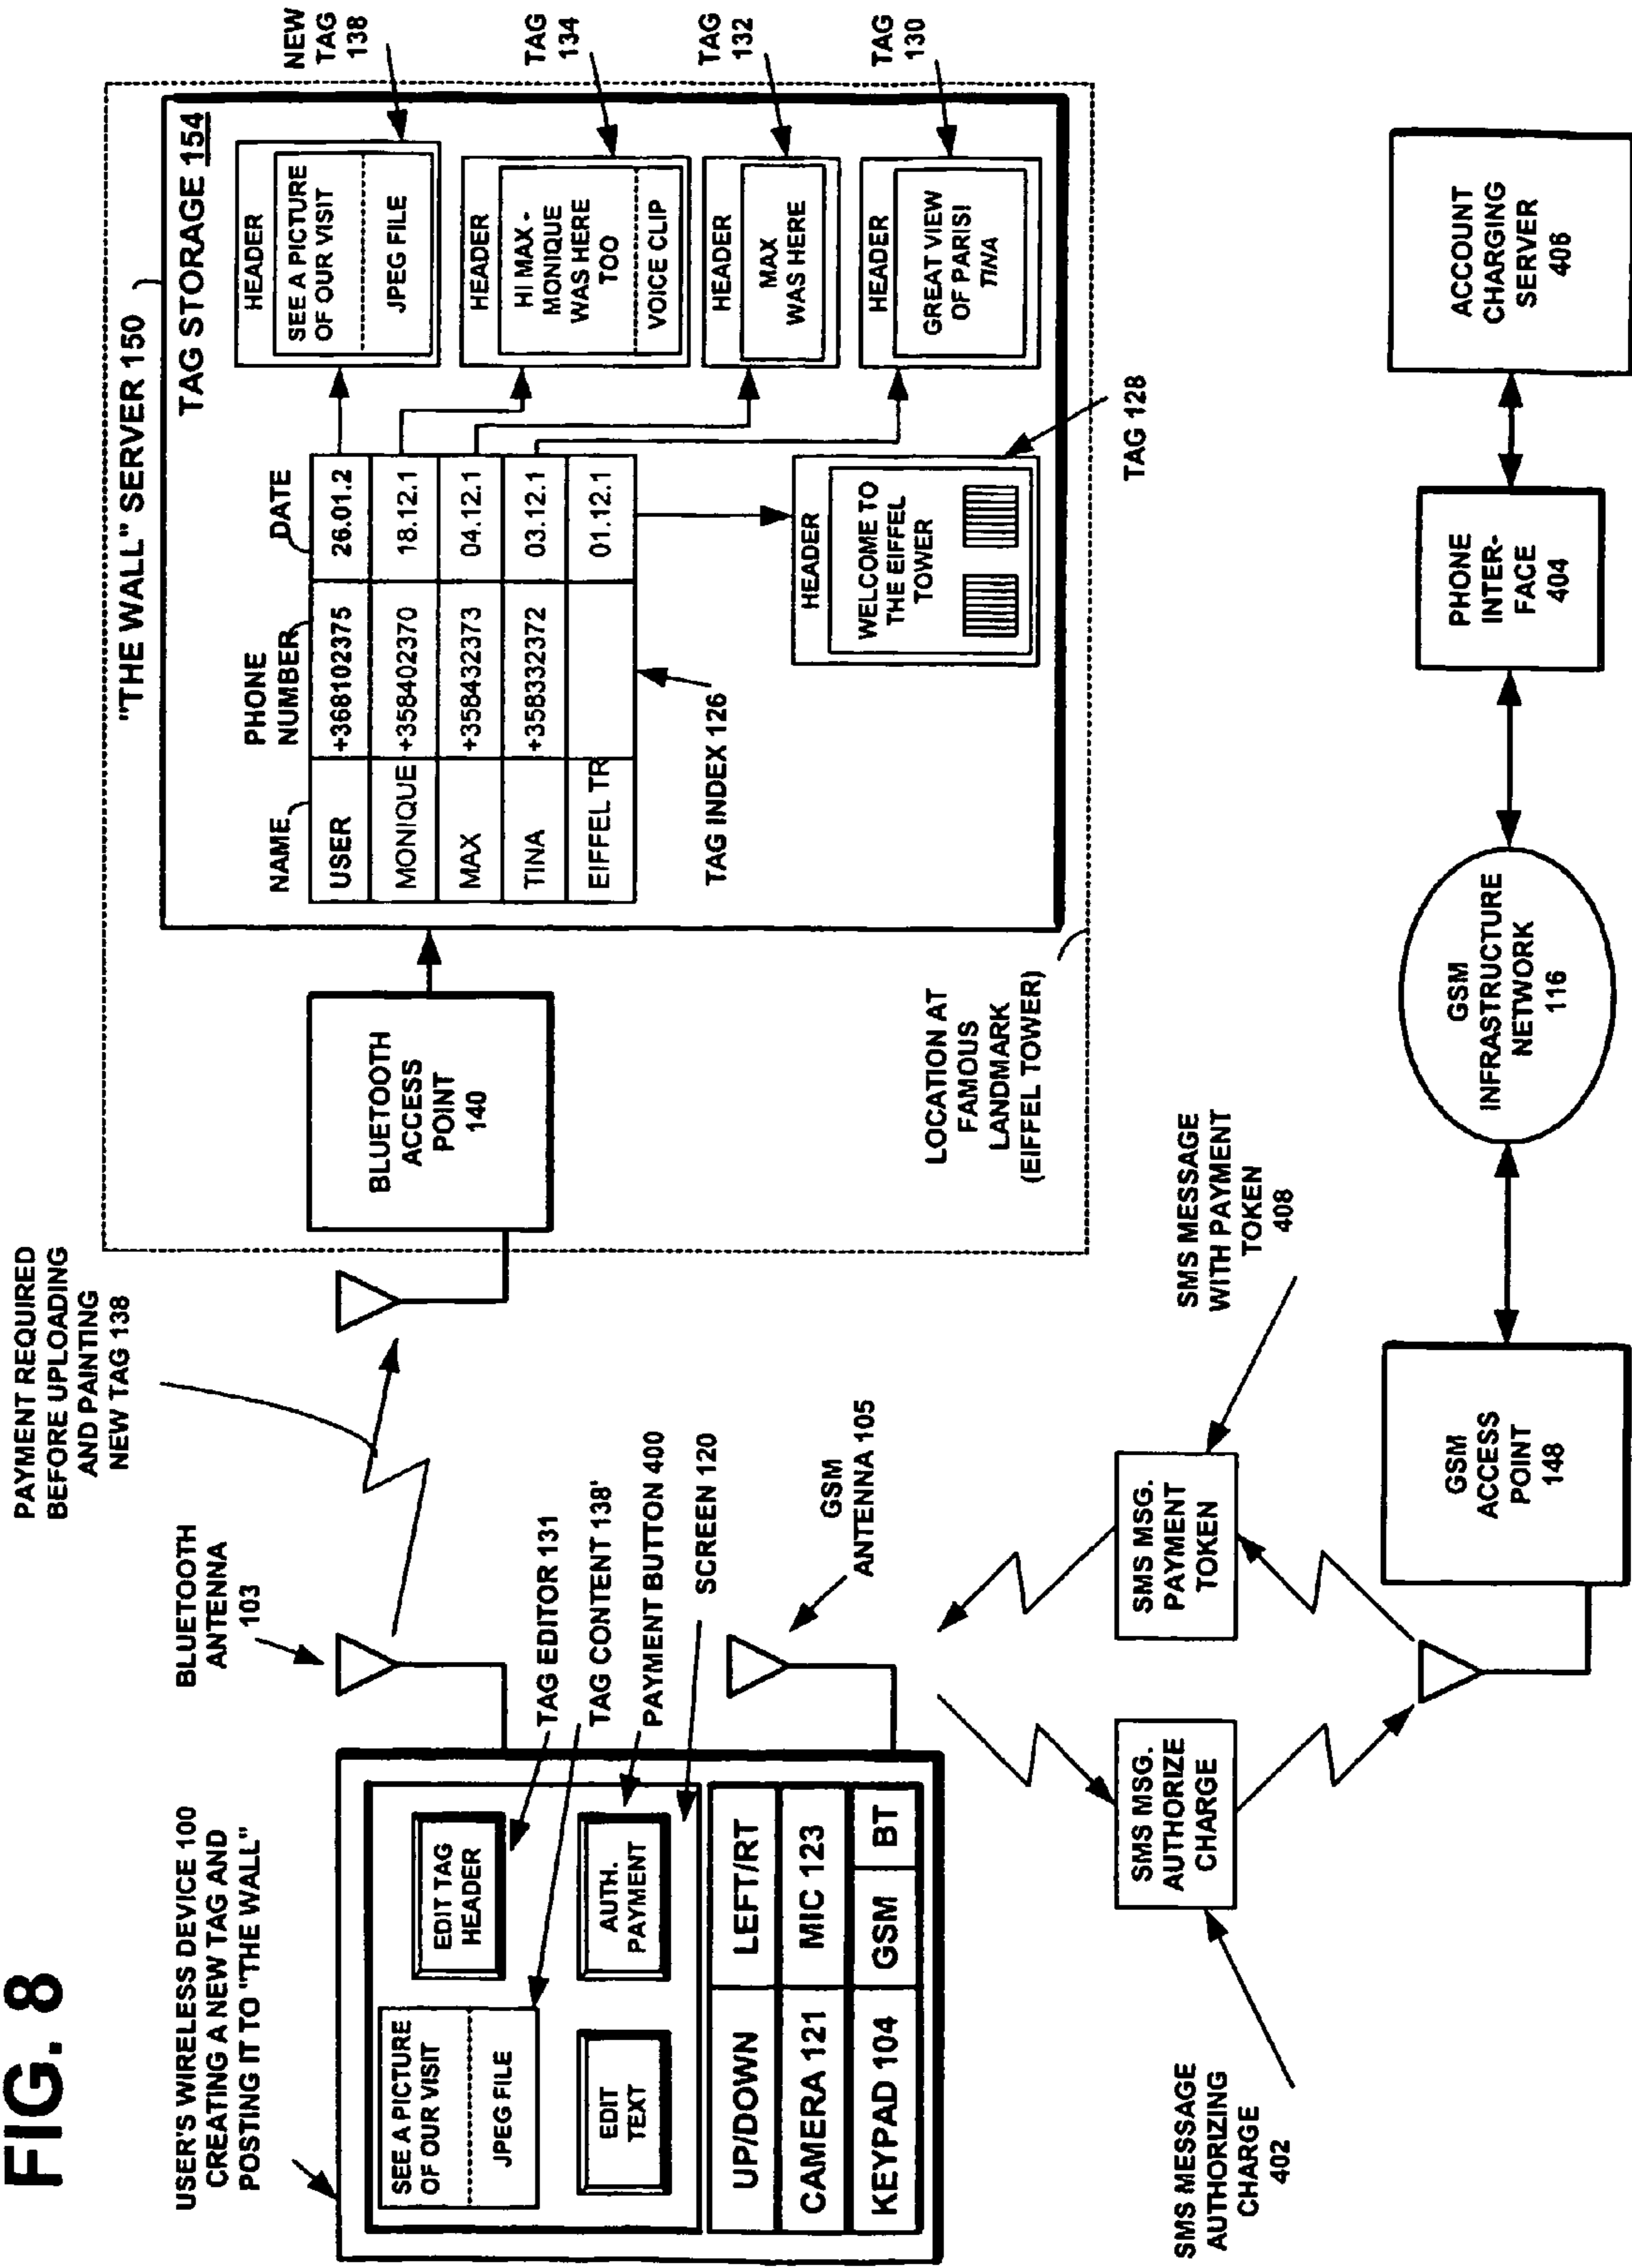 FIG. 8
USER'S WIRELESS DEVICE 100
CREATING A NEW TAG AND
POSTING IT TO "THE WALL"
SEE A PICTURE
OF OUR VISIT
JPEG FILE
EDIT TAG
HEADER
EDIT
TEXT
AUTH.
PAYMENT
UP/DOWN
LEFT/RT
CAMERA 121
MIC 123
KEYPAD 104
GSM
BT
BLUETOOTH
ANTENNA
103
TAG EDITOR 131
TAG CONTENT 138'
PAYMENT BUTTON 400
SCREEN 120
GSM
ANTENNA 105
PAYMENT REQUIRED
BEFORE UPLOADING
AND PAINTING
NEW TAG 138
"THE WALL" SERVER 150
BLUETOOTH
ACCESS
POINT
140
LOCATION AT
FAMOUS
LANDMARK
(EIFFEL TOWER)
TAG STORAGE 154
NAME
PHONE
NUMBER
DATE
USER
+368102375
26.01.2
MONIQUE
+358402370
18.12.1
MAX
+358432373
04.12.1
TINA
+358332372
03.12.1
EIFFEL TR
01.12.1
TAG INDEX 126
HEADER
SEE A PICTURE
OF OUR VISIT
JPEG FILE
HEADER
HI MAX -
MONIQUE
WAS HERE
TOO
VOICE CLIP
HEADER
MAX
WAS HERE
HEADER
GREAT VIEW
OF PARIS!
TINA
HEADER
WELCOME TO
THE EIFFEL
TOWER
NEW
TAG
138
TAG
134
TAG
132
TAG
130
TAG 128
SMS MESSAGE
AUTHORIZING
CHARGE
402
SMS MSG.
AUTHORIZE
CHARGE
SMS MSG.
PAYMENT
TOKEN
SMS MESSAGE
WITH PAYMENT
TOKEN
408
GSM
ACCESS
POINT
148
GSM
INFRASTRUCTURE
NETWORK
116
PHONE
INTER-
FACE
404
ACCOUNT
CHARGING
SERVER
406